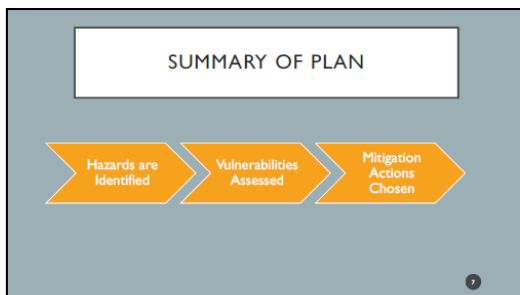 SUMMARY OF PLAN
Hazards are
Identified
Vulnerabilities
Assessed
Mitigation
Actions
Chosen
7